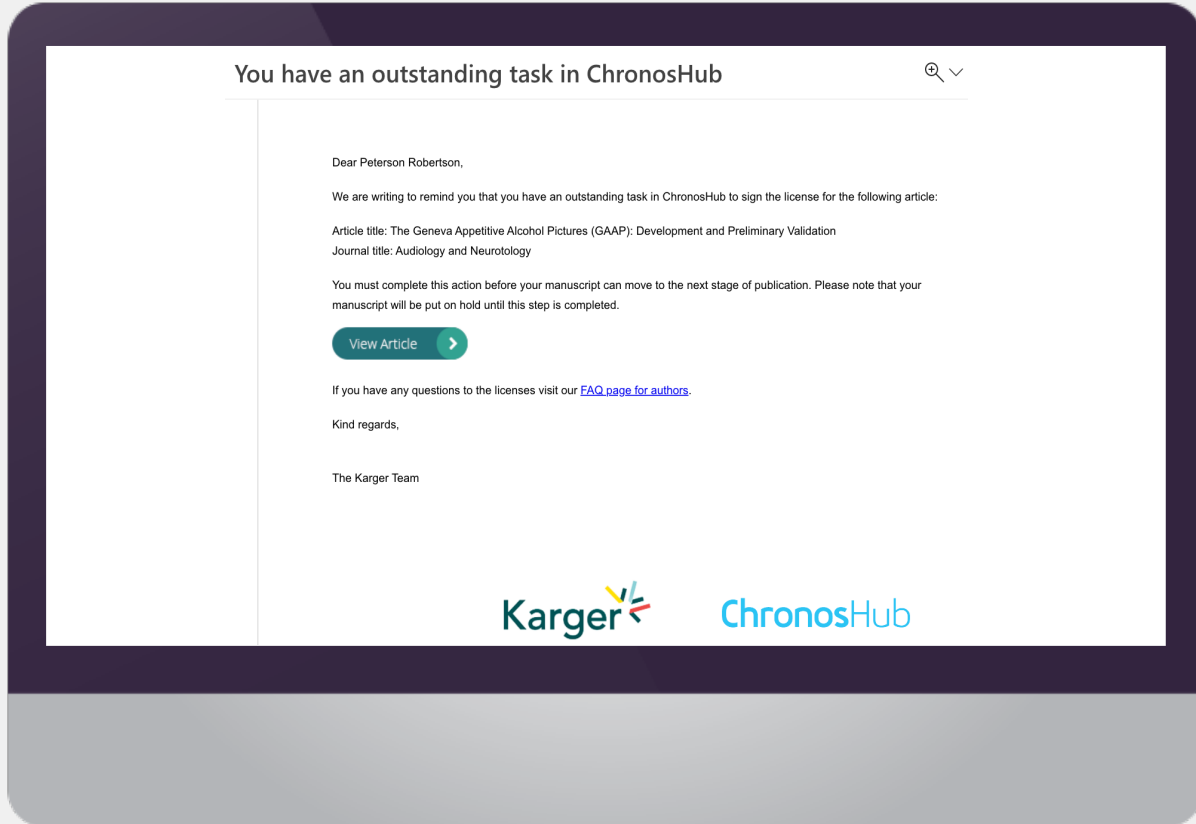 You have an outstanding task in ChronosHub
Dear Peterson Robertson,
We are writing to remind you that you have an outstanding task in ChronosHub to sign the license for the following article:
Article title: The Geneva Appetitive Alcohol Pictures (GAAP): Development and Preliminary Validation
Journal title: Audiology and Neurotology
You must complete this action before your manuscript can move to the next stage of publication. Please note that your
manuscript will be put on hold until this step is completed.
View Article
If you have any questions to the licenses visit our FAQ page for authors.
Kind regards,
The Karger Team
Karger ChronosHub